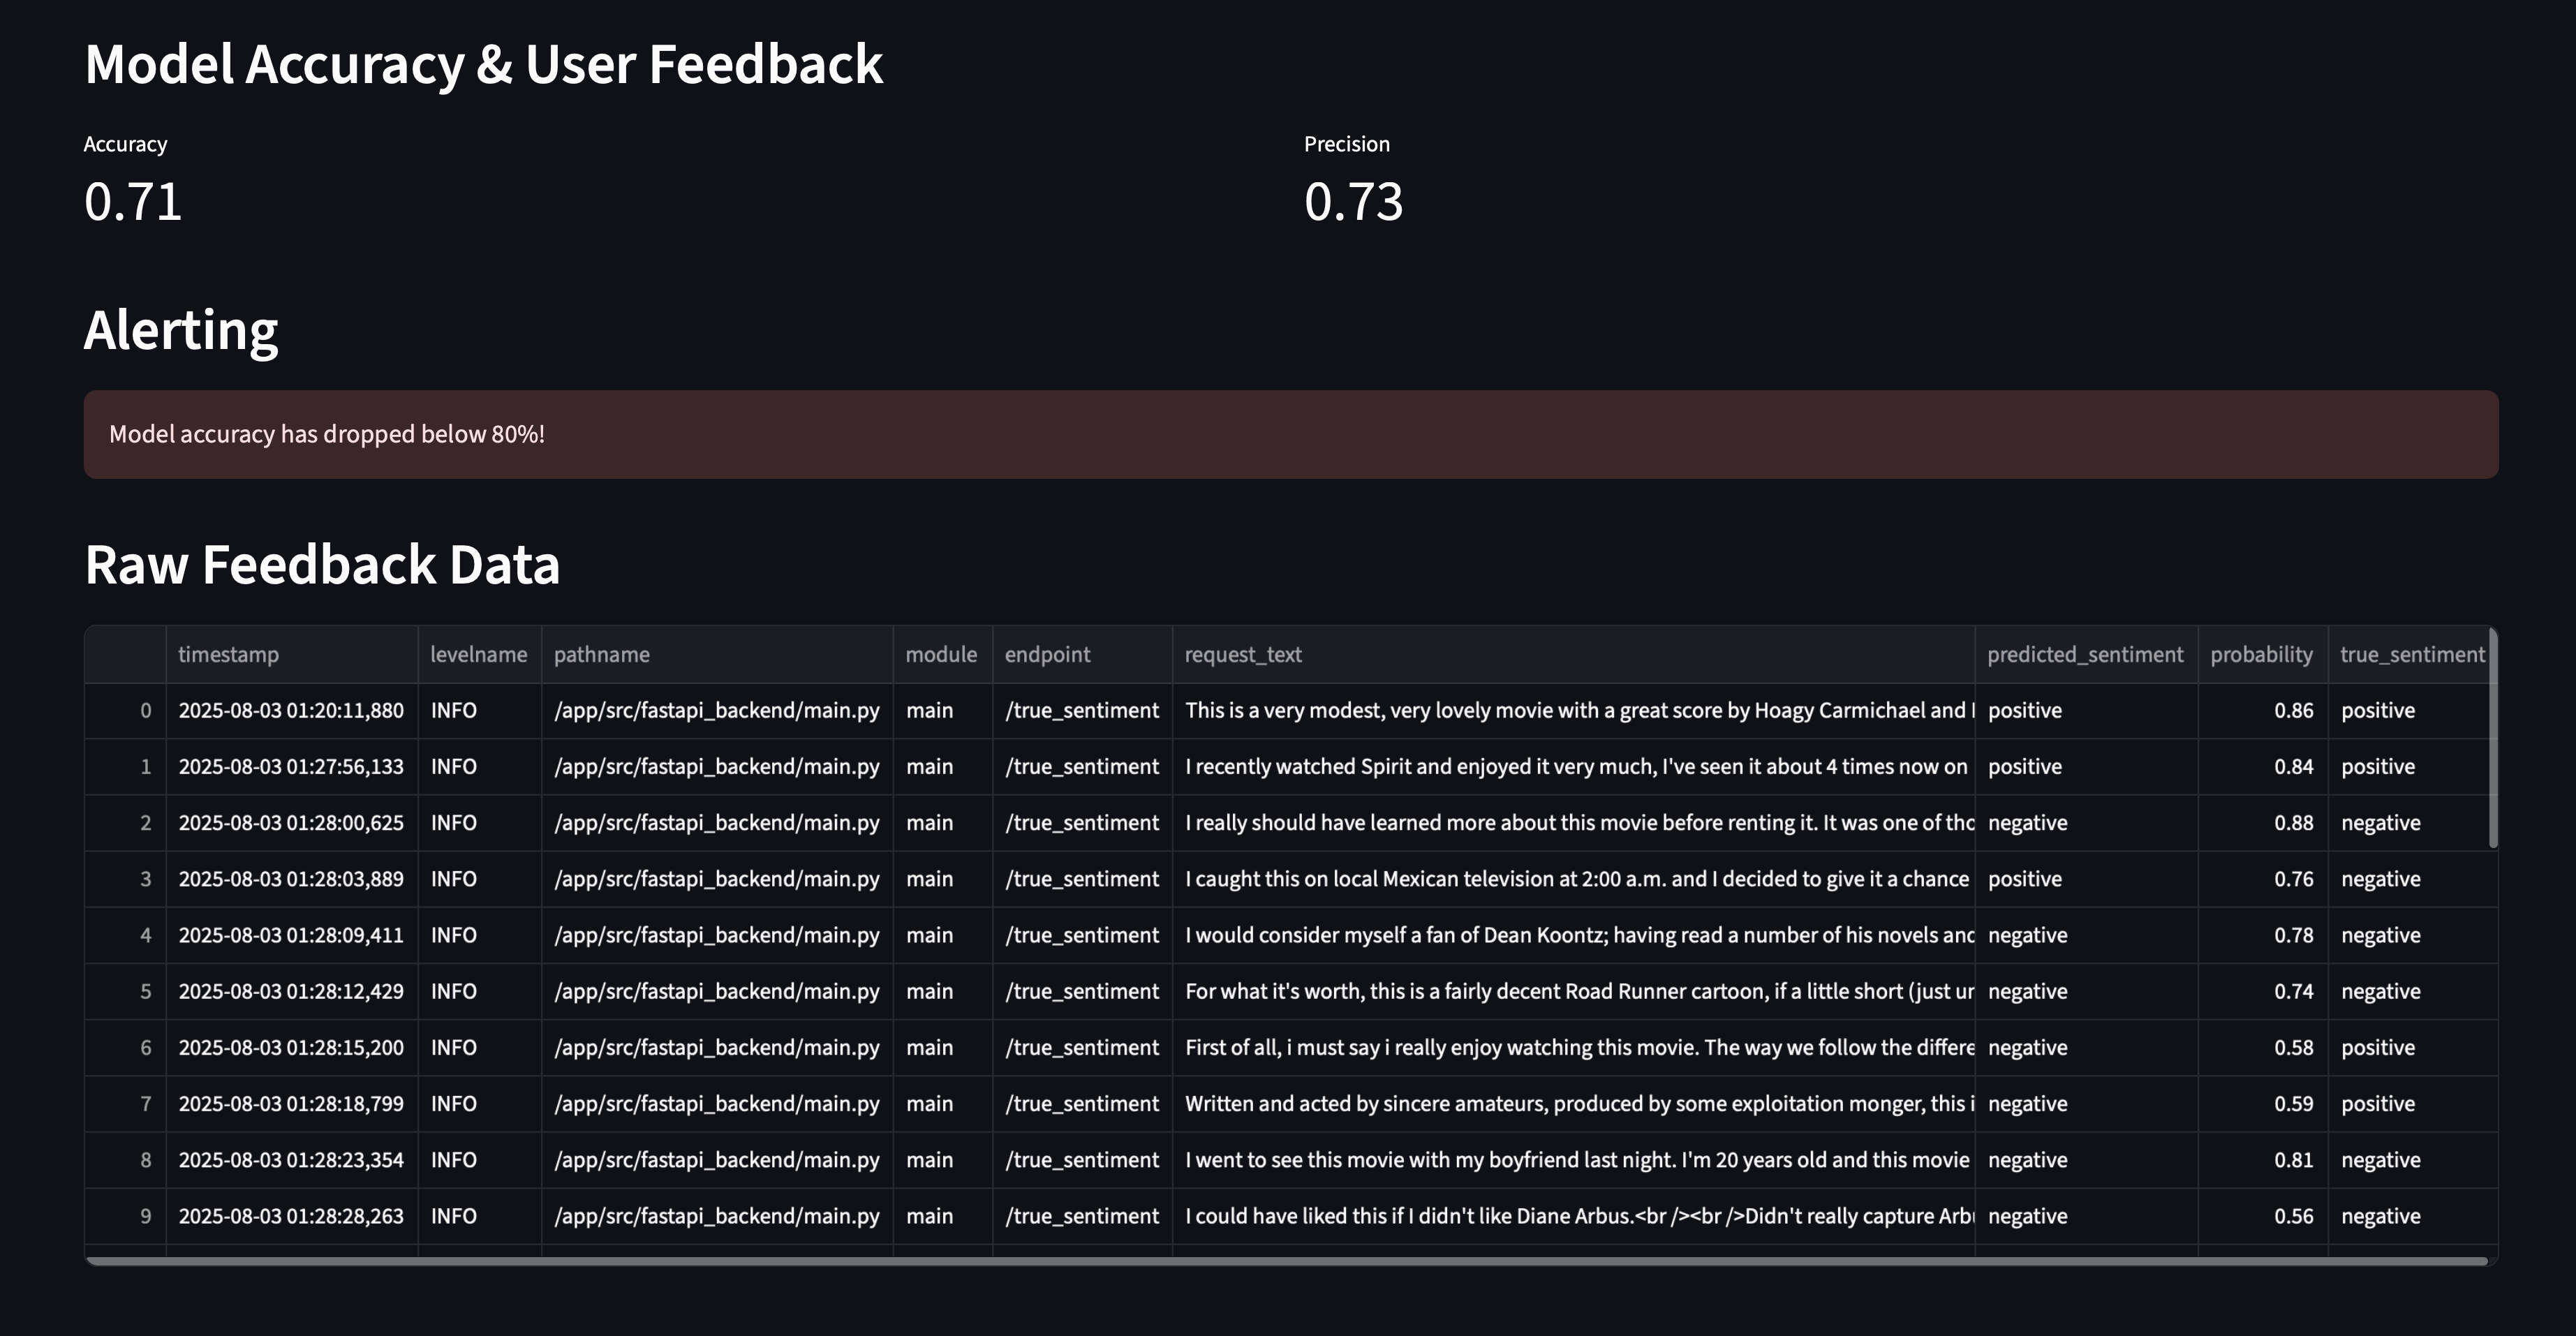 Model Accuracy & User Feedback
Accuracy Precision
0.71 0.73
Alerting
Model accuracy has dropped below 80%!
Raw Feedback Data
timestamp levelname pathname module endpoint request_text predicted_sentiment probability true_sentiment
0 2025-08-03 01:20:11,880 INFO /app/src/fastapi_backend/main.py main /true_sentiment This is a very modest, very lovely movie with a great score by Hoagy Carmichael and positive 0.86 positive
1 2025-08-03 01:27:56,133 INFO /app/src/fastapi_backend/main.py main /true_sentiment I recently watched Spirit and enjoyed it very much, I've seen it about 4 times now on positive 0.84 positive
2 2025-08-03 01:28:00,625 INFO /app/src/fastapi_backend/main.py main /true_sentiment I really should have learned more about this movie before renting it. It was one of negative 0.88 negative
3 2025-08-03 01:28:03,889 INFO /app/src/fastapi_backend/main.py main /true_sentiment I caught this on local Mexican television at 2:00 a.m. and I decided to give it a chance positive 0.76 negative
4 2025-08-03 01:28:09,411 INFO /app/src/fastapi_backend/main.py main /true_sentiment I would consider myself a fan of Dean Koontz; having read a number of his novels and negative 0.78 negative
5 2025-08-03 01:28:12,429 INFO /app/src/fastapi_backend/main.py main /true_sentiment For what it's worth, this is a fairly decent Road Runner cartoon, if a little short (just negative 0.74 negative
6 2025-08-03 01:28:15,200 INFO /app/src/fastapi_backend/main.py main /true_sentiment First of all, i must say i really enjoy watching this movie. The way we follow the differe negative 0.58 positive
7 2025-08-03 01:28:18,799 INFO /app/src/fastapi_backend/main.py main /true_sentiment Written and acted by sincere amateurs, produced by some exploitation monger, this negative 0.59 positive
8 2025-08-03 01:28:23,354 INFO /app/src/fastapi_backend/main.py main /true_sentiment I went to see this movie with my boyfriend last night. I'm 20 years old and this movie negative 0.81 negative
9 2025-08-03 01:28:28,263 INFO /app/src/fastapi_backend/main.py main /true_sentiment I could have liked this if I didn't like Diane Arbus.<br /><br />Didn't really capture negative 0.56 negative